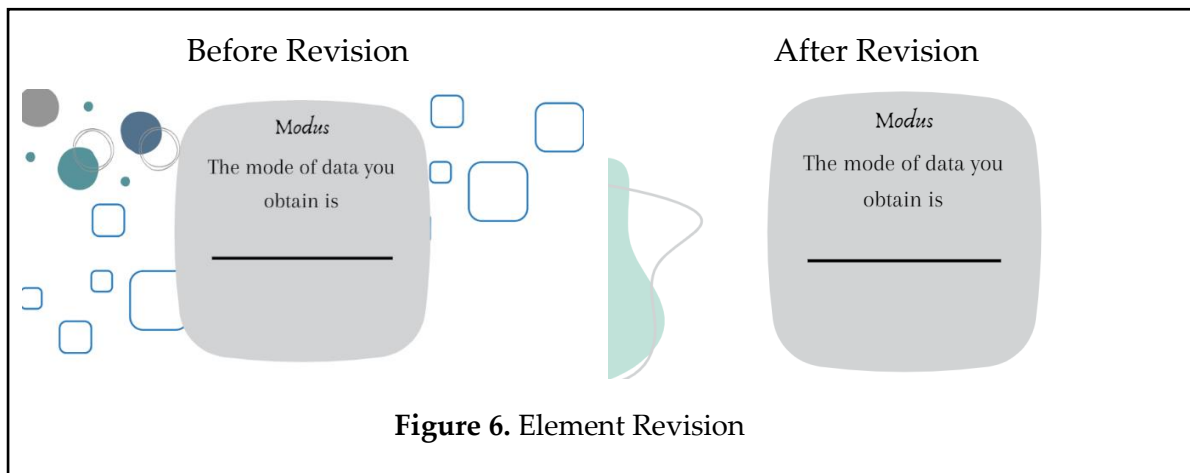 Before Revision
After Revision
Modus
The mode of data you
obtain is
Modus
The mode of data you
obtain is
Figure 6. Element Revision